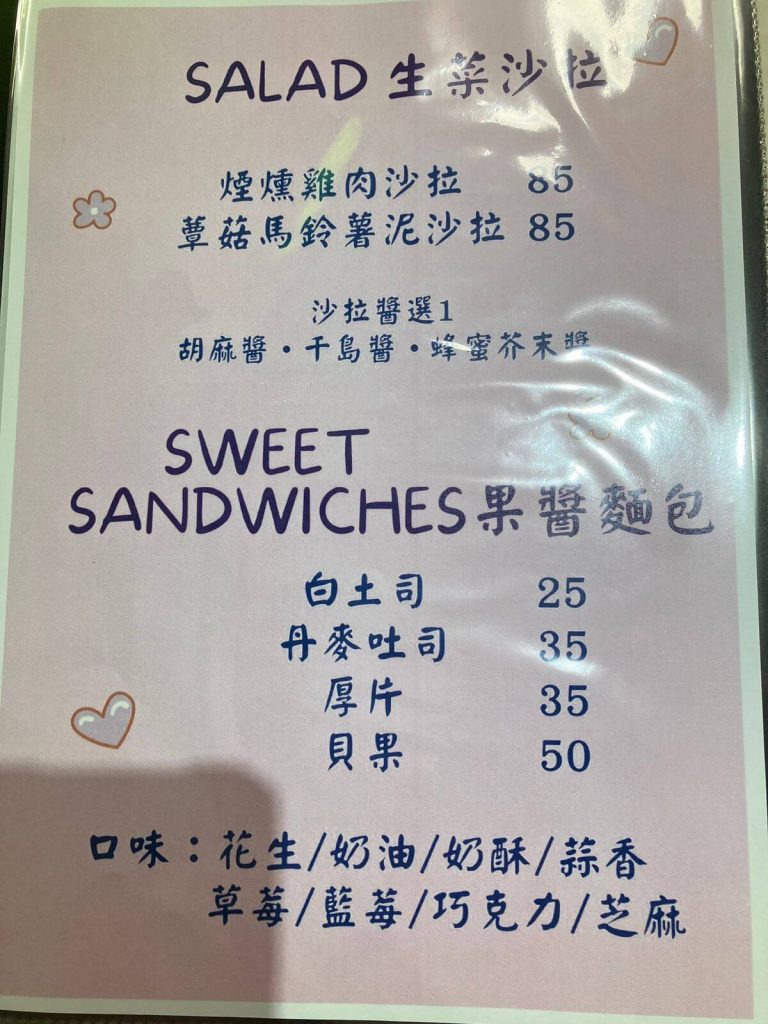 SALAD 生菜沙拉
煙燻雞肉沙拉 85
蕈菇馬鈴薯泥沙拉 85
沙拉醬選1
胡麻醬・千島醬・蜂蜜芥末醬
SWEET
SANDWICHES果醬麵包
白土司 25
丹麥吐司 35
厚片 35
貝果 50
口味：花生/奶油/奶酥/蒜香
草莓/藍莓/巧克力/芝麻